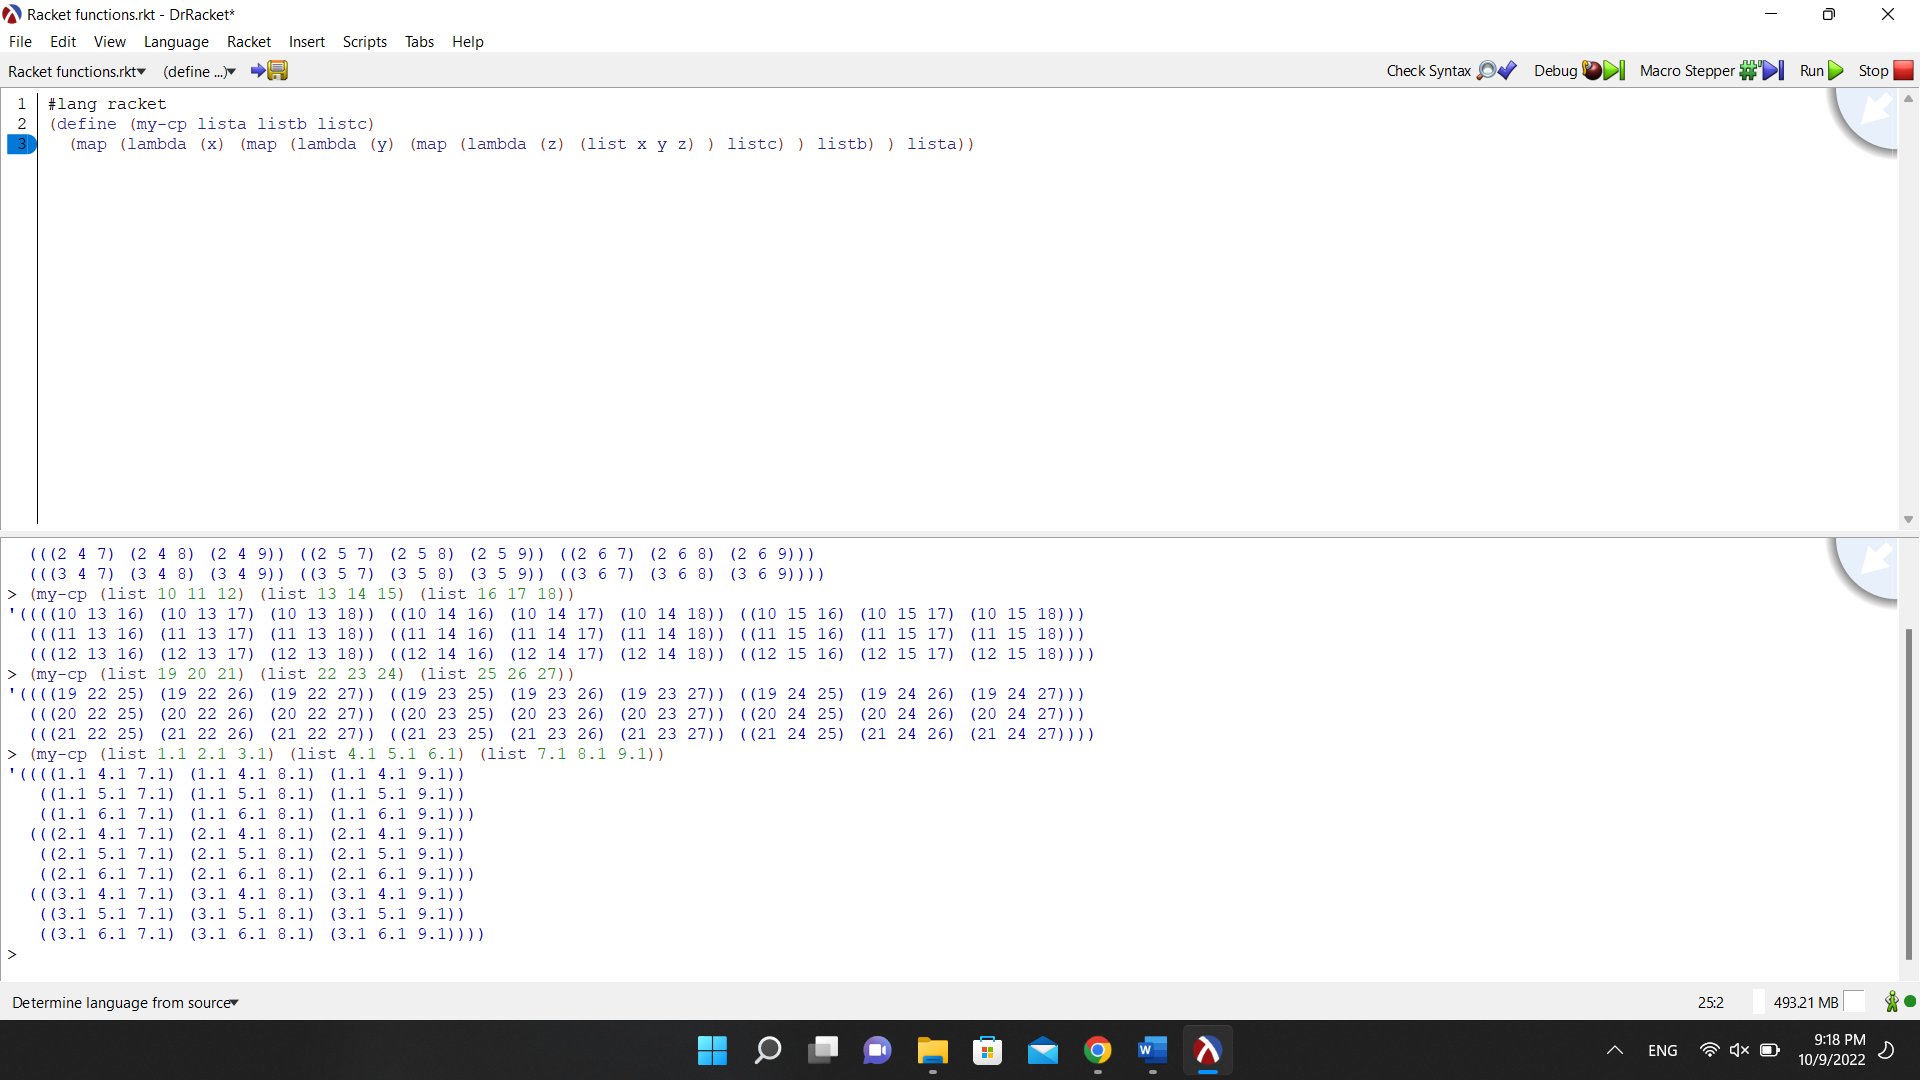 Racket functions.rkt - DrRacket*
File Edit View Language Racket Insert Scripts Tabs Help
Racket functions.rkt▾ (define ...)▾ Check Syntax Debug Macro Stepper Run Stop
1 #lang racket
2 (define (my-cp lista listb listc)
3 (map (lambda (x) (map (lambda (y) (map (lambda (z) (list x y z) ) listc) ) listb) ) lista))
(((2 4 7) (2 4 8) (2 4 9)) ((2 5 7) (2 5 8) (2 5 9)) ((2 6 7) (2 6 8) (2 6 9)))
(((3 4 7) (3 4 8) (3 4 9)) ((3 5 7) (3 5 8) (3 5 9)) ((3 6 7) (3 6 8) (3 6 9))))
> (my-cp (list 10 11 12) (list 13 14 15) (list 16 17 18))
'((((10 13 16) (10 13 17) (10 13 18)) ((10 14 16) (10 14 17) (10 14 18)) ((10 15 16) (10 15 17) (10 15 18)))
(((11 13 16) (11 13 17) (11 13 18)) ((11 14 16) (11 14 17) (11 14 18)) ((11 15 16) (11 15 17) (11 15 18)))
(((12 13 16) (12 13 17) (12 13 18)) ((12 14 16) (12 14 17) (12 14 18)) ((12 15 16) (12 15 17) (12 15 18))))
> (my-cp (list 19 20 21) (list 22 23 24) (list 25 26 27))
'((((19 22 25) (19 22 26) (19 22 27)) ((19 23 25) (19 23 26) (19 23 27)) ((19 24 25) (19 24 26) (19 24 27)))
(((20 22 25) (20 22 26) (20 22 27)) ((20 23 25) (20 23 26) (20 23 27)) ((20 24 25) (20 24 26) (20 24 27)))
(((21 22 25) (21 22 26) (21 22 27)) ((21 23 25) (21 23 26) (21 23 27)) ((21 24 25) (21 24 26) (21 24 27))))
> (my-cp (list 1.1 2.1 3.1) (list 4.1 5.1 6.1) (list 7.1 8.1 9.1))
'((((1.1 4.1 7.1) (1.1 4.1 8.1) (1.1 4.1 9.1))
((1.1 5.1 7.1) (1.1 5.1 8.1) (1.1 5.1 9.1))
((1.1 6.1 7.1) (1.1 6.1 8.1) (1.1 6.1 9.1)))
(((2.1 4.1 7.1) (2.1 4.1 8.1) (2.1 4.1 9.1))
((2.1 5.1 7.1) (2.1 5.1 8.1) (2.1 5.1 9.1))
((2.1 6.1 7.1) (2.1 6.1 8.1) (2.1 6.1 9.1)))
(((3.1 4.1 7.1) (3.1 4.1 8.1) (3.1 4.1 9.1))
((3.1 5.1 7.1) (3.1 5.1 8.1) (3.1 5.1 9.1))
((3.1 6.1 7.1) (3.1 6.1 8.1) (3.1 6.1 9.1))))
>
Determine language from source▾ 25:2 493.21 MB
W ENG 9:18 PM
10/9/2022